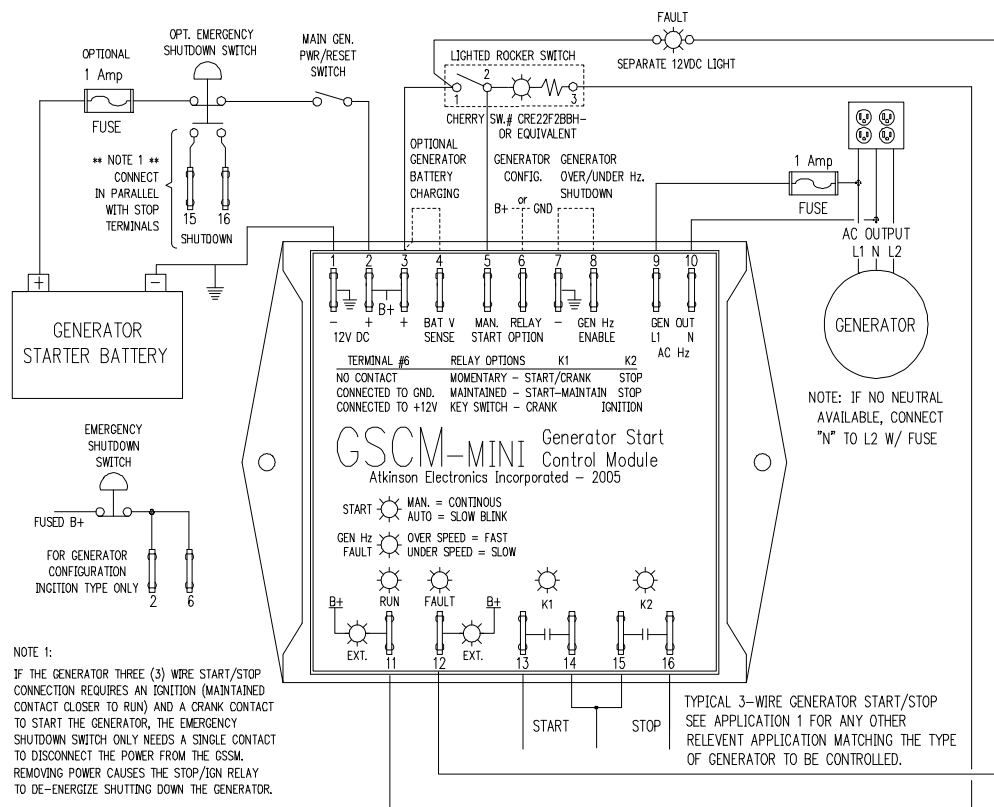 FAULT
SEPARATE 12VDC LIGHT
OPT. EMERGENCY
SHUTDOWN SWITCH
MAIN GEN.
PWR/RESET
SWITCH
OPTIONAL
1 Amp
FUSE
LIGHTED ROCKER SWITCH
1
2
3
CHERRY SW.# CRE22F2BBH-
OR EQUIVALENT
** NOTE 1 **
CONNECT
IN PARALLEL
WITH STOP
TERMINALS
15
16
SHUTDOWN
OPTIONAL
GENERATOR
BATTERY
CHARGING
GENERATOR
CONFIG.
B+
or
GND
GENERATOR
OVER/UNDER Hz.
SHUTDOWN
1 Amp
FUSE
AC OUTPUT
L1 N L2
GENERATOR
NOTE: IF NO NEUTRAL
AVAILABLE, CONNECT
"N" TO L2 W/ FUSE
+
-
GENERATOR
STARTER BATTERY
1
2
3
4
5
6
7
8
9
10
B+
-
+
+
12V DC
BAT V
SENSE
MAN.
START
RELAY
OPTION
-
GEN Hz
ENABLE
GEN OUT
L1 N
AC Hz
TERMINAL #6 RELAY OPTIONS K1 K2
NO CONTACT MOMENTARY - START/CRANK STOP
CONNECTED TO GND. MAINTAINED - START-MAINTAIN STOP
CONNECTED TO +12V KEY SWITCH - CRANK IGNITION
GSCM-MINI
Generator Start
Control Module
Atkinson Electronics Incorporated - 2005
START
MAN. = CONTINOUS
AUTO = SLOW BLINK
GEN Hz
FAULT
OVER SPEED = FAST
UNDER SPEED = SLOW
RUN
FAULT
K1
K2
B+
EXT.
B+
EXT.
11
12
13
14
15
16
START
STOP
EMERGENCY
SHUTDOWN
SWITCH
FUSED B+
FOR GENERATOR
CONFIGURATION
INGITION TYPE ONLY
2
6
NOTE 1:
IF THE GENERATOR THREE (3) WIRE START/STOP
CONNECTION REQUIRES AN IGNITION (MAINTAINED
CONTACT CLOSER TO RUN) AND A CRANK CONTACT
TO START THE GENERATOR, THE EMERGENCY
SHUTDOWN SWITCH ONLY NEEDS A SINGLE CONTACT
TO DISCONNECT THE POWER FROM THE GSSM.
REMOVING POWER CAUSES THE STOP/IGN RELAY
TO DE-ENERGIZE SHUTTING DOWN THE GENERATOR.
TYPICAL 3-WIRE GENERATOR START/STOP
SEE APPLICATION 1 FOR ANY OTHER
RELEVENT APPLICATION MATCHING THE TYPE
OF GENERATOR TO BE CONTROLLED.